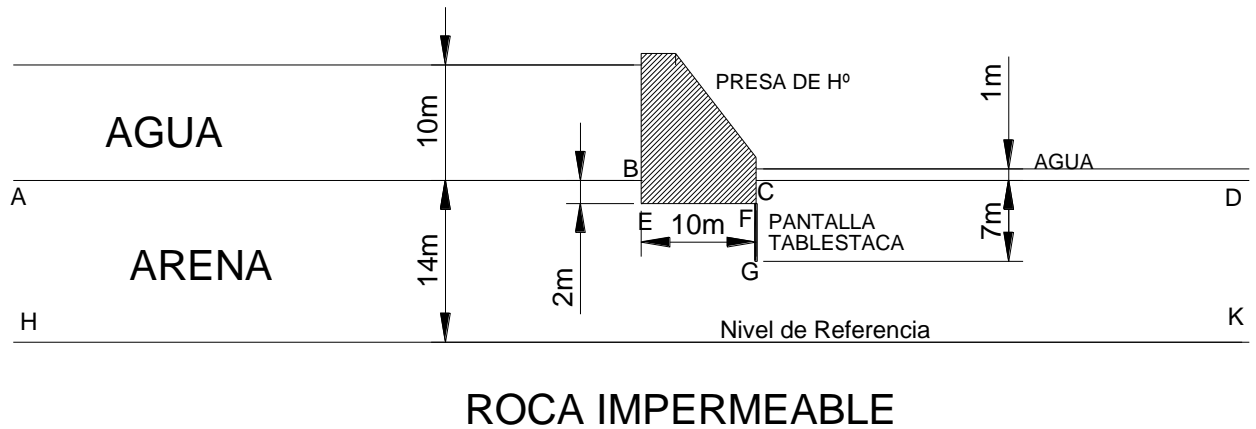 PRESA DE Hº
1m
AGUA
10m
AGUA
B
A
C
D
E
10m
F
PANTALLA
TABLESTACA
7m
ARENA
14m
2m
G
H
Nivel de Referencia
K
ROCA IMPERMEABLE